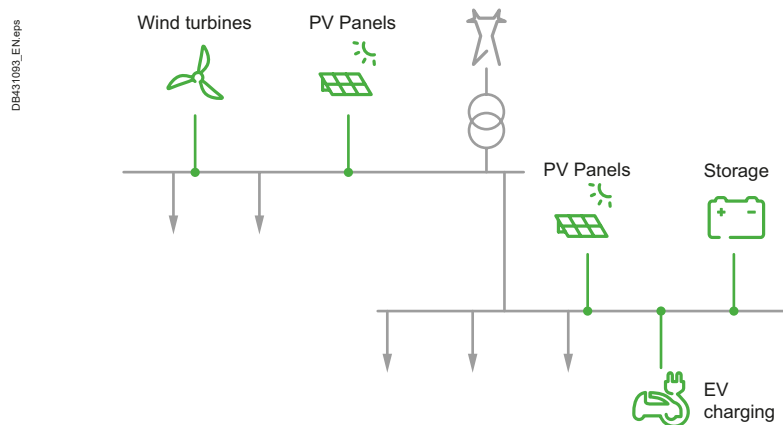 DB431093_EN.eps
Wind turbines
PV Panels
PV Panels
Storage
+ -
EV
charging